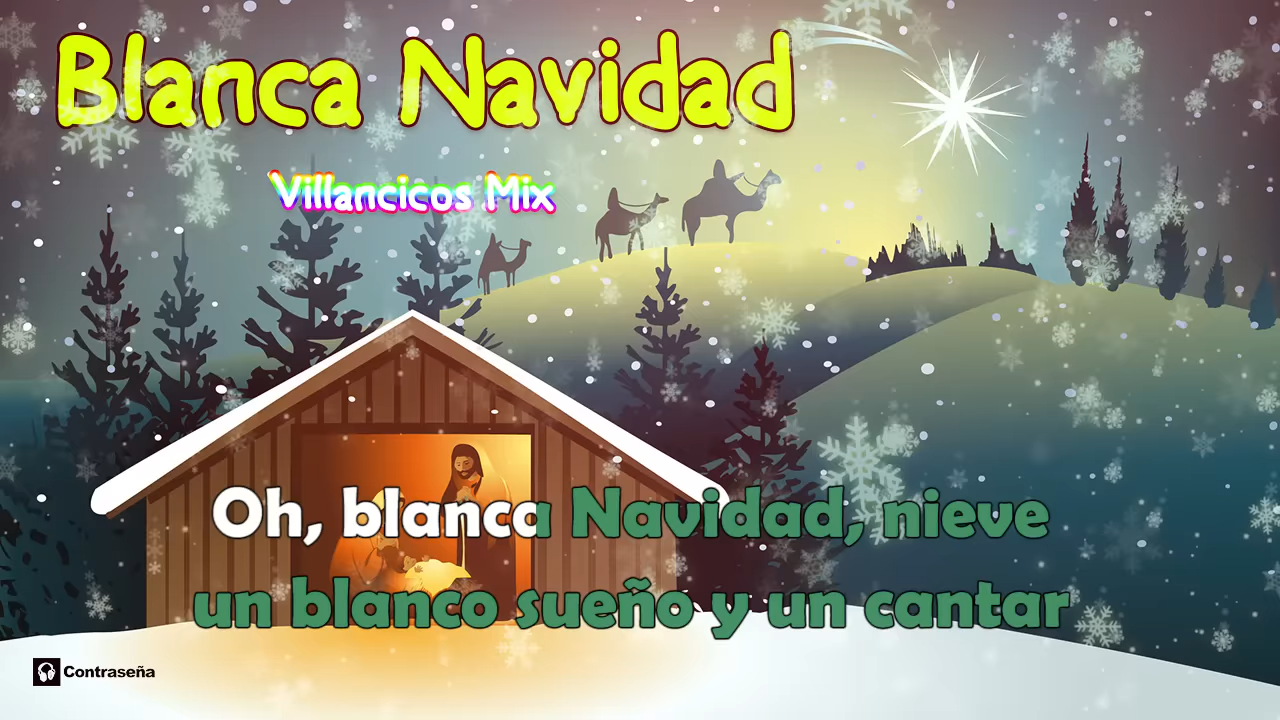 Blanca Navidad
Villancicos Mix
Oh, blanca Navidad, nieve
un blanco sueño y un cantar
Contraseña